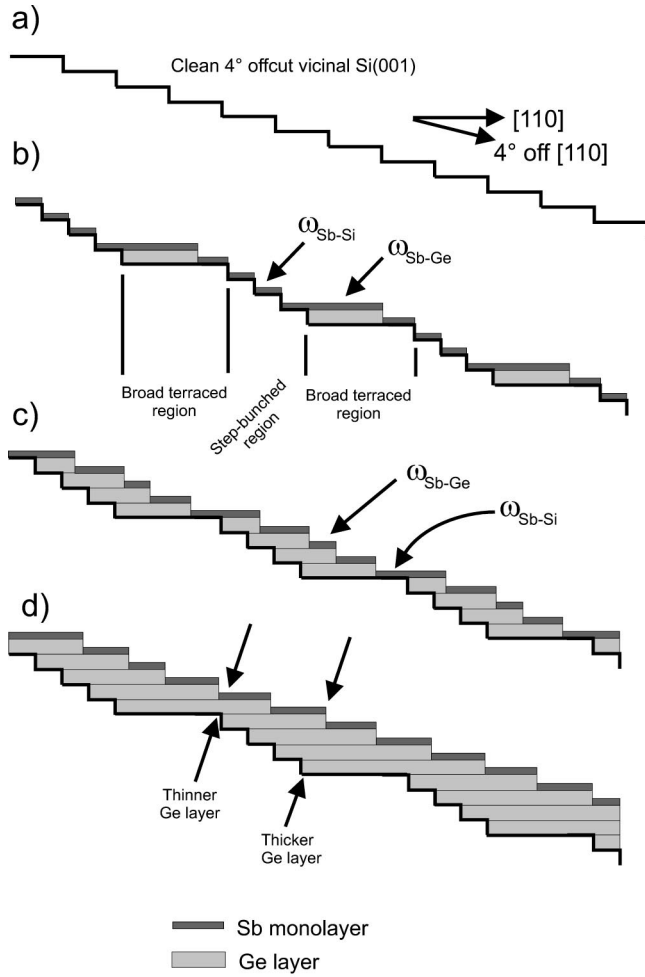 a)
Clean 4° offcut vicinal Si(001)
[110]
4° off [110]
b)
ωSb-Si
ωSb-Ge
Broad terraced
region
Step-bunched
region
Broad terraced
region
c)
ωSb-Ge
ωSb-Si
d)
Thinner
Ge layer
Thicker
Ge layer
Sb monolayer
Ge layer